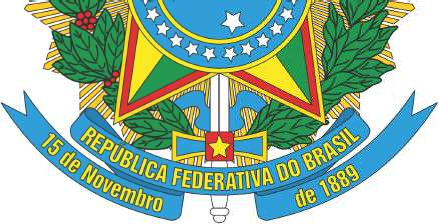 REPUBLICA FEDERATIVA DO BRASIL
15 de Novembro
de 1889